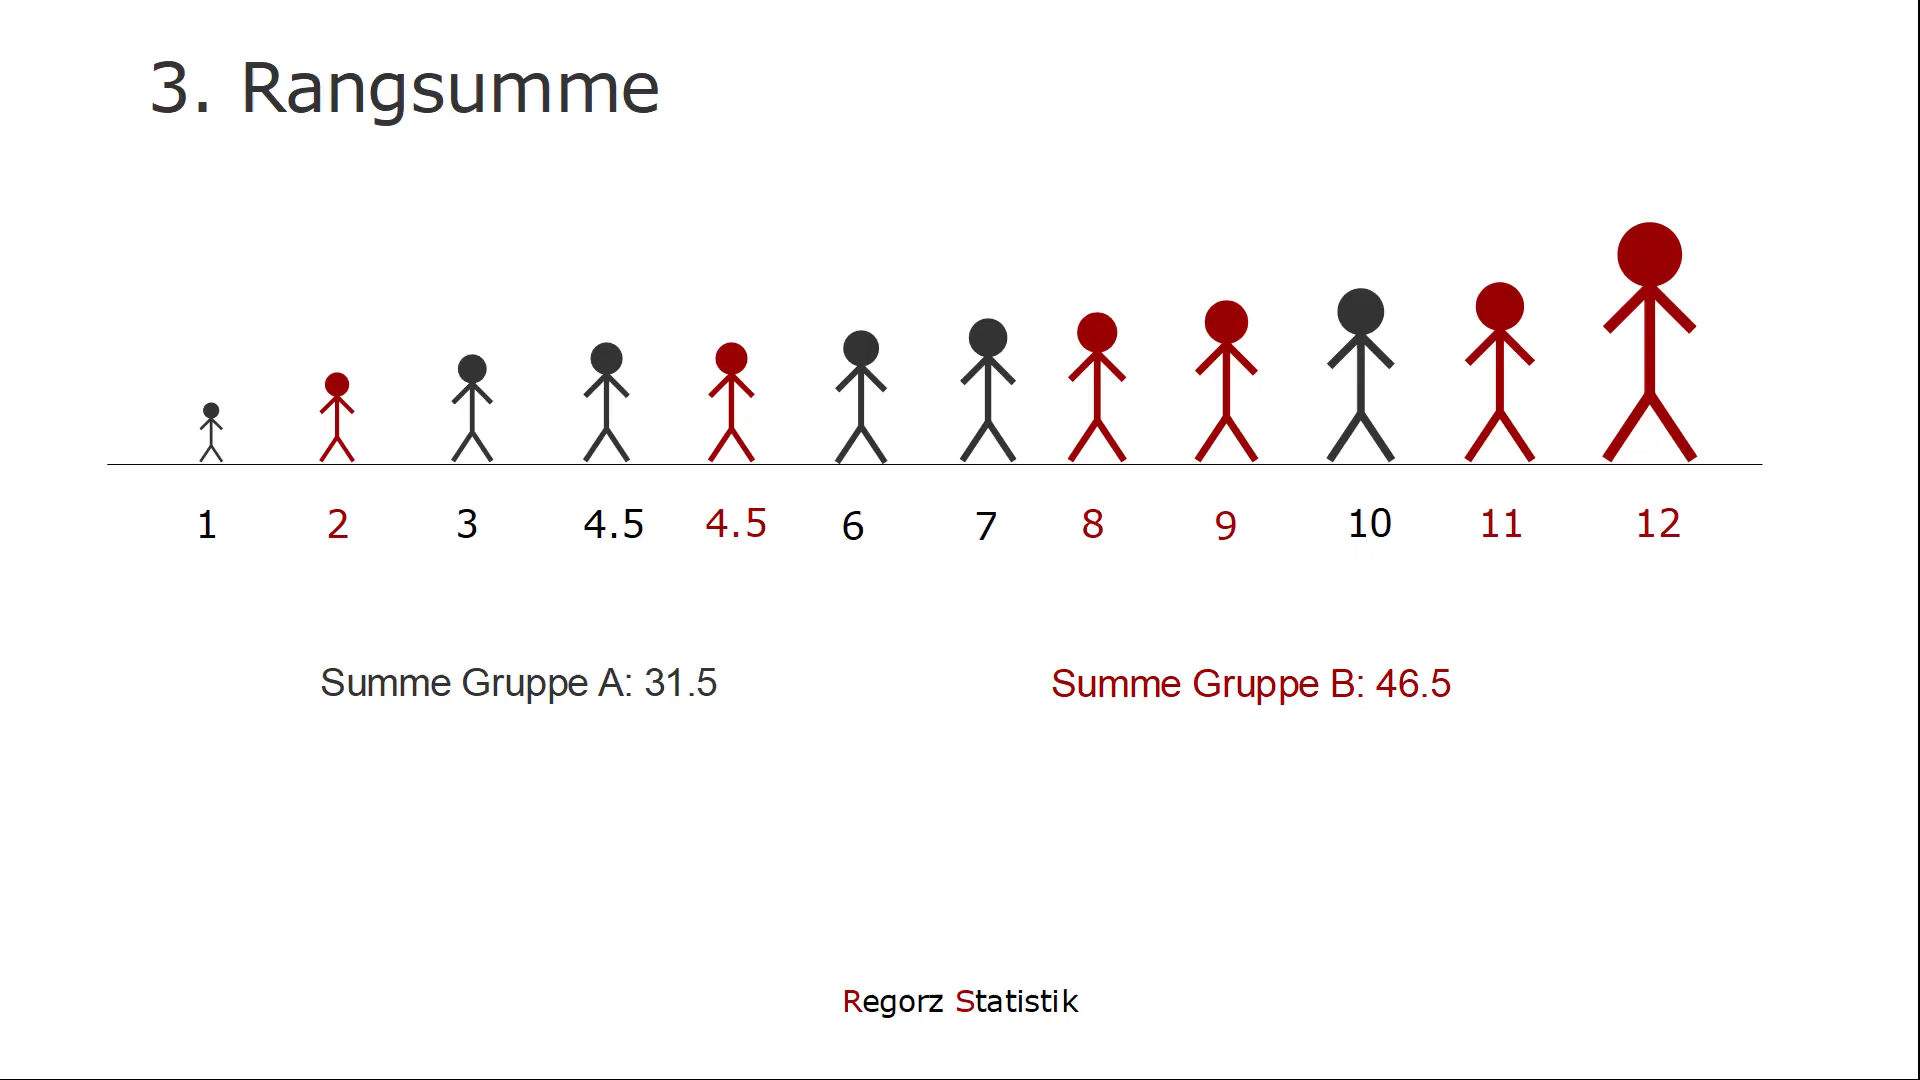 3. Rangsumme
1 2 3 4.5 4.5 6 7 8 9 10 11 12
Summe Gruppe A: 31.5
Summe Gruppe B: 46.5
Regorz Statistik